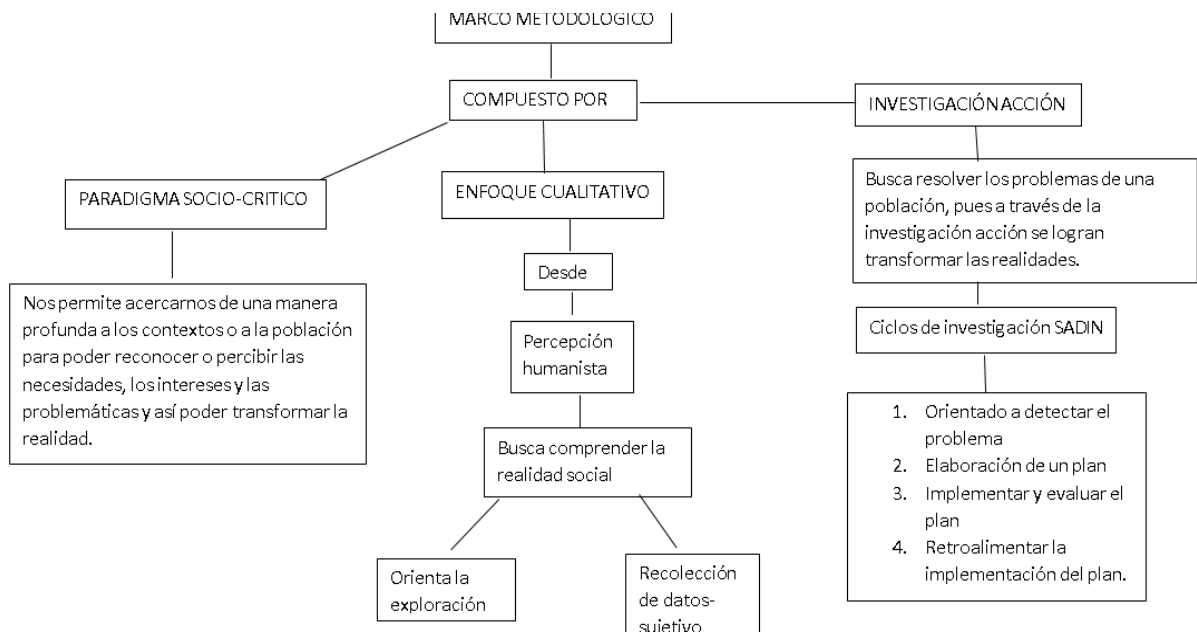 MARCO METODOLOGICO
COMPUESTO POR
INVESTIGACIÓN ACCIÓN
PARADIGMA SOCIO-CRITICO
ENFOQUE CUALITATIVO
Busca resolver los problemas de una
población, pues a través de la
investigación acción se logran
transformar las realidades.
Desde
Nos permite acercarnos de una manera
profunda a los contextos o a la población
para poder reconocer o percibir las
necesidades, los intereses y las
problemáticas y así poder transformar la
realidad.
Percepción
humanista
Ciclos de investigación SADIN
Busca comprender la
realidad social
1. Orientado a detectar el
problema
2. Elaboración de un plan
3. Implementar y evaluar el
plan
4. Retroalimentar la
implementación del plan.
Orienta la
exploración
Recolección
de datos-
sujetivo